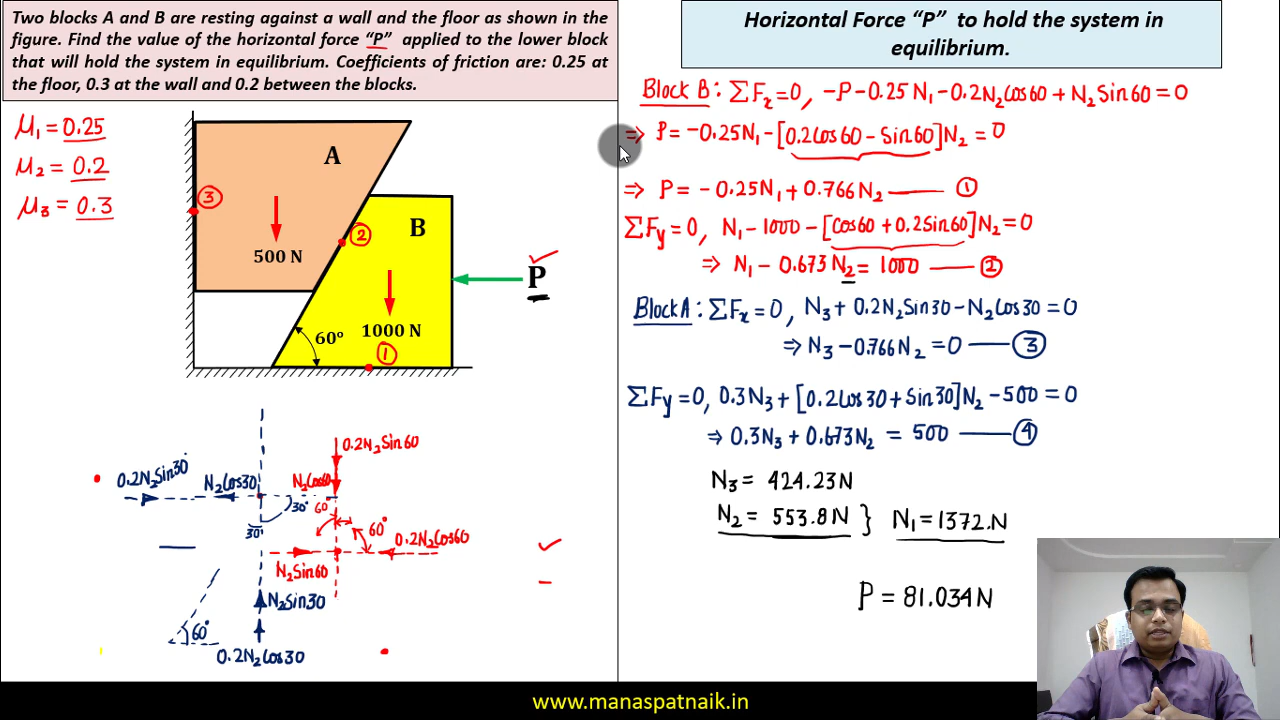 Two blocks A and B are resting against a wall and the floor as shown in the
figure. Find the value of the horizontal force “P” applied to the lower block
that will hold the system in equilibrium. Coefficients of friction are: 0.25 at
the floor, 0.3 at the wall and 0.2 between the blocks.
μ₁ = 0.25
μ₂ = 0.2
μ₃ = 0.3
A
③
B
②
500 N
P
60°
1000 N
①
0.2N₂Sin60
0.2N₂Sin30°
N₂Cos30
N₂Cos60
30°
60°
30°
60°
0.2N₂Cos60
N₂Sin60
N₂Sin30
60°
0.2N₂Cos30
Horizontal Force “P” to hold the system in
equilibrium.
Block B: ΣFx=0, -P-0.25N₁-0.2N₂Cos60+N₂Sin60=0
⇒ P=-0.25N₁-[0.2Cos60-Sin60]N₂=0
⇒ P=-0.25N₁+0.766N₂ — ①
ΣFy=0, N₁-1000-[Cos60+0.2Sin60]N₂=0
⇒ N₁-0.673N₂=1000 — ②
Block A: ΣFx=0, N₃+0.2N₂Sin30-N₂Cos30=0
⇒ N₃-0.766N₂=0 — ③
ΣFy=0, 0.3N₃+[0.2Cos30+Sin30]N₂-500=0
⇒ 0.3N₃+0.673N₂=500 — ④
N₃=424.23N
N₂=553.8N } N₁=1372.N
P=81.034N
www.manaspatnaik.in